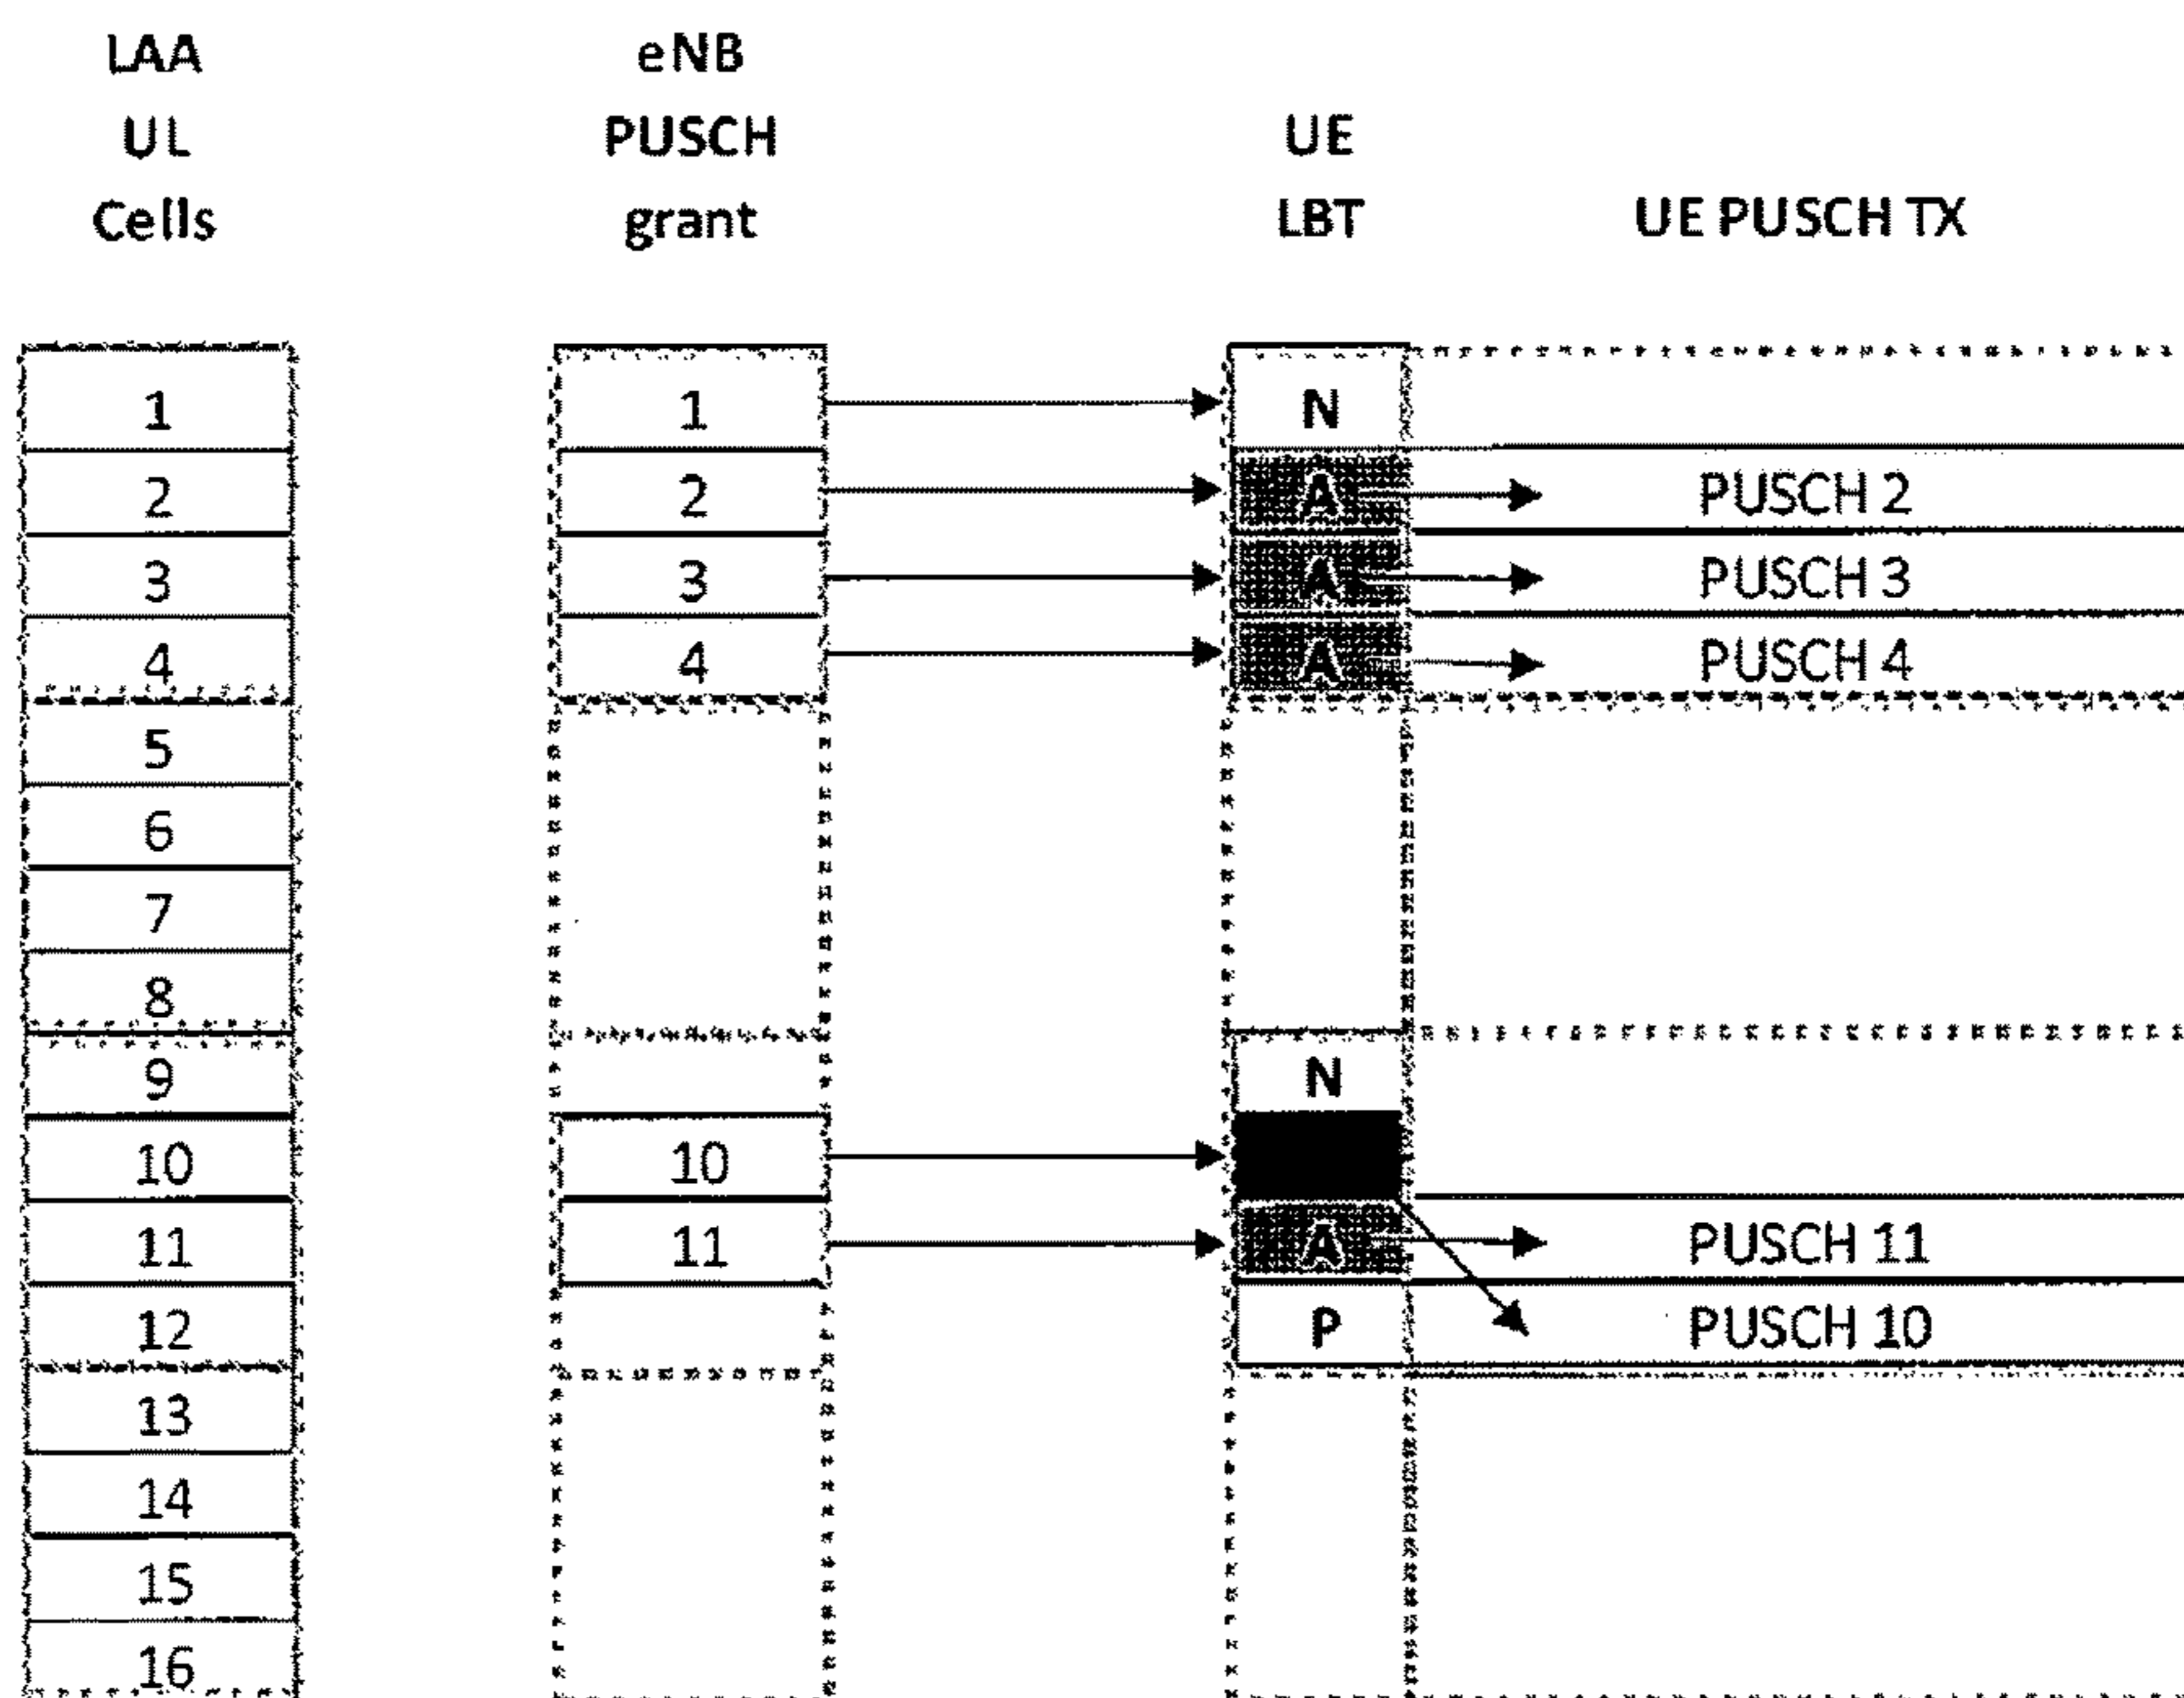 LAA
UL
Cells
eNB
PUSCH
grant
UE
LBT
UE PUSCH TX
1 1 N
2 2 A PUSCH 2
3 3 A PUSCH 3
4 4 A PUSCH 4
5
6
7
8
9 N
10 10
11 11 A PUSCH 11
12 P PUSCH 10
13
14
15
16